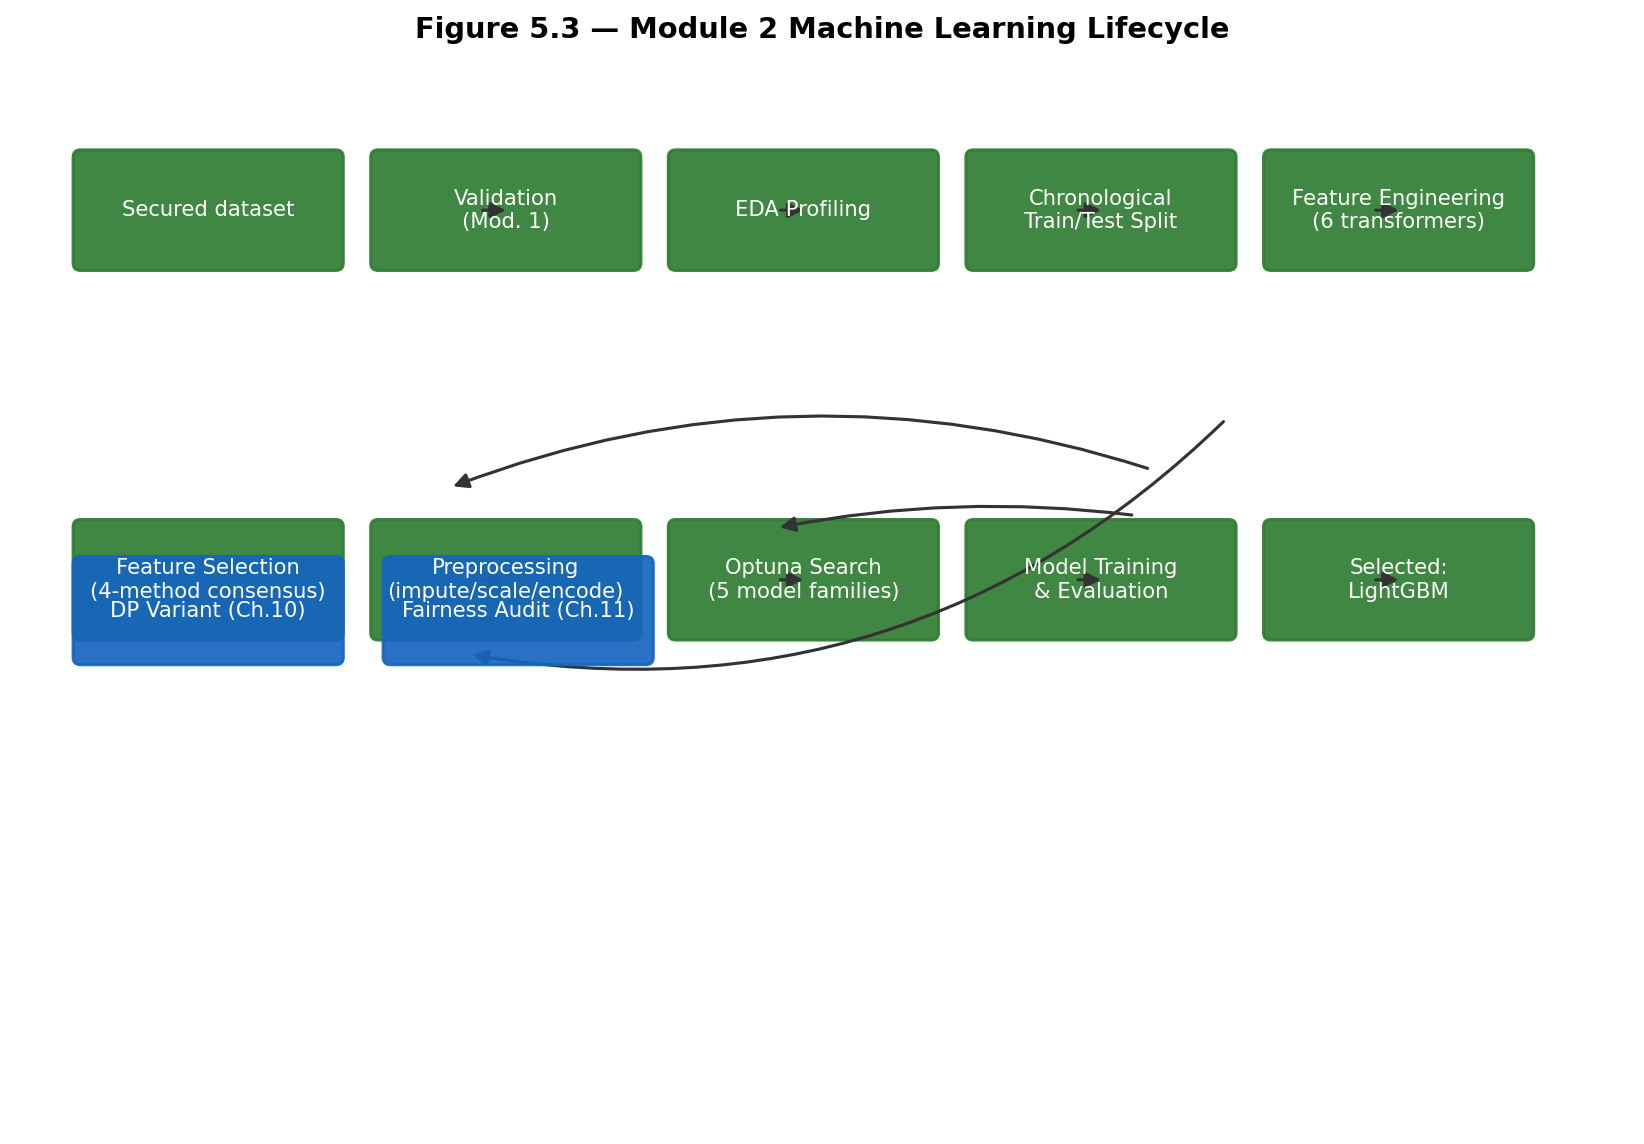 Figure 5.3 — Module 2 Machine Learning Lifecycle
Secured dataset
Validation
(Mod. 1)
EDA Profiling
Chronological
Train/Test Split
Feature Engineering
(6 transformers)
Feature Selection
(4-method consensus)
DP Variant (Ch.10)
Preprocessing
(impute/scale/encode)
Fairness Audit (Ch.11)
Optuna Search
(5 model families)
Model Training
& Evaluation
Selected:
LightGBM